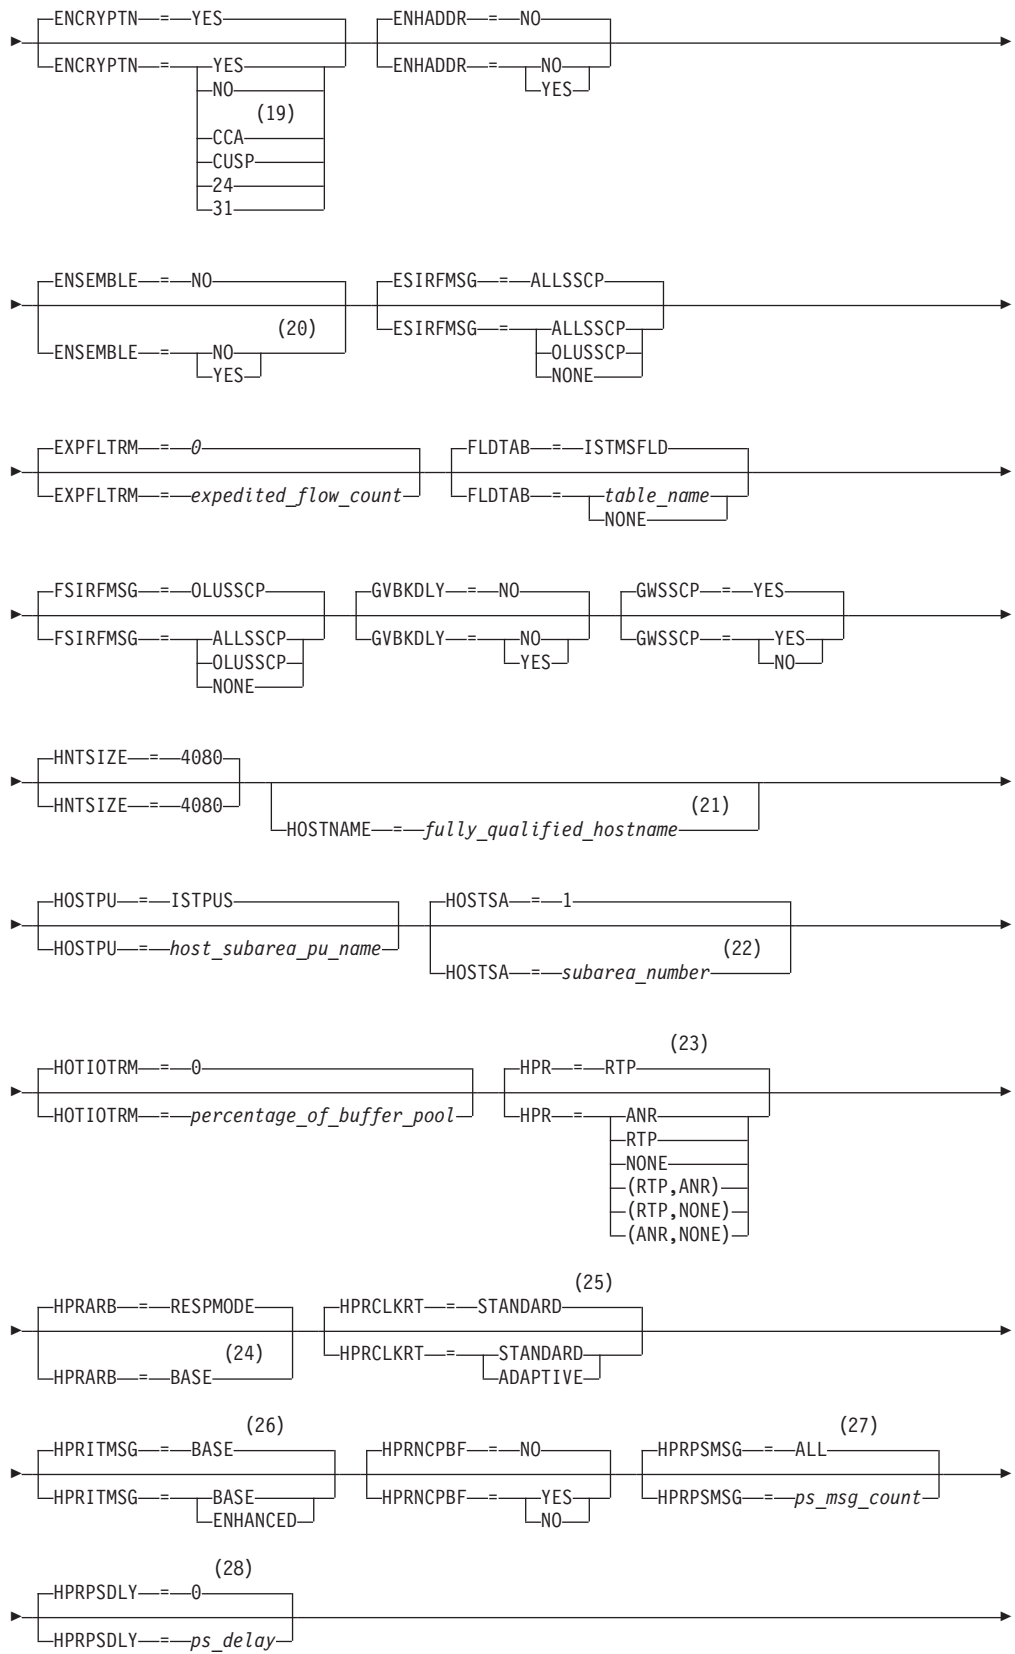 ENCRYPTN = YES ENHADDR = NO
ENCRYPTN = YES ENHADDR = NO
NO YES
(19)
CCA
CUSP
24
31
ENSEMBLE = NO ESIRFMSG = ALLSSCP
(20) ESIRFMSG = ALLSSCP
ENSEMBLE = NO OLUSSCP
YES NONE
EXPFLTRM = 0 FLDTAB = ISTMSFLD
EXPFLTRM = expedited_flow_count FLDTAB = table_name
NONE
FSIRFMSG = OLUSSCP GVBKDLY = NO GWSSCP = YES
FSIRFMSG = ALLSSCP GVBKDLY = NO GWSSCP = YES
OLUSSCP YES NO
NONE
HNTSIZE = 4080
HNTSIZE = 4080 (21)
HOSTNAME = fully_qualified_hostname
HOSTPU = ISTPUS HOSTSA = 1
HOSTPU = host_subarea_pu_name (22)
HOSTSA = subarea_number
(23)
HOTIOTRM = 0 HPR = RTP
HOTIOTRM = percentage_of_buffer_pool HPR = ANR
RTP
NONE
(RTP,ANR)
(RTP,NONE)
(ANR,NONE)
(25)
HPRARB = RESPMODE HPRCLKRT = STANDARD
(24) HPRCLKRT = STANDARD
HPRARB = BASE ADAPTIVE
(26) (27)
HPRITMSG = BASE HPRNCPBF = NO HPRPSMSG = ALL
HPRITMSG = BASE HPRNCPBF = YES HPRPSMSG = ps_msg_count
ENHANCED NO
(28)
HPRPSDLY = 0
HPRPSDLY = ps_delay